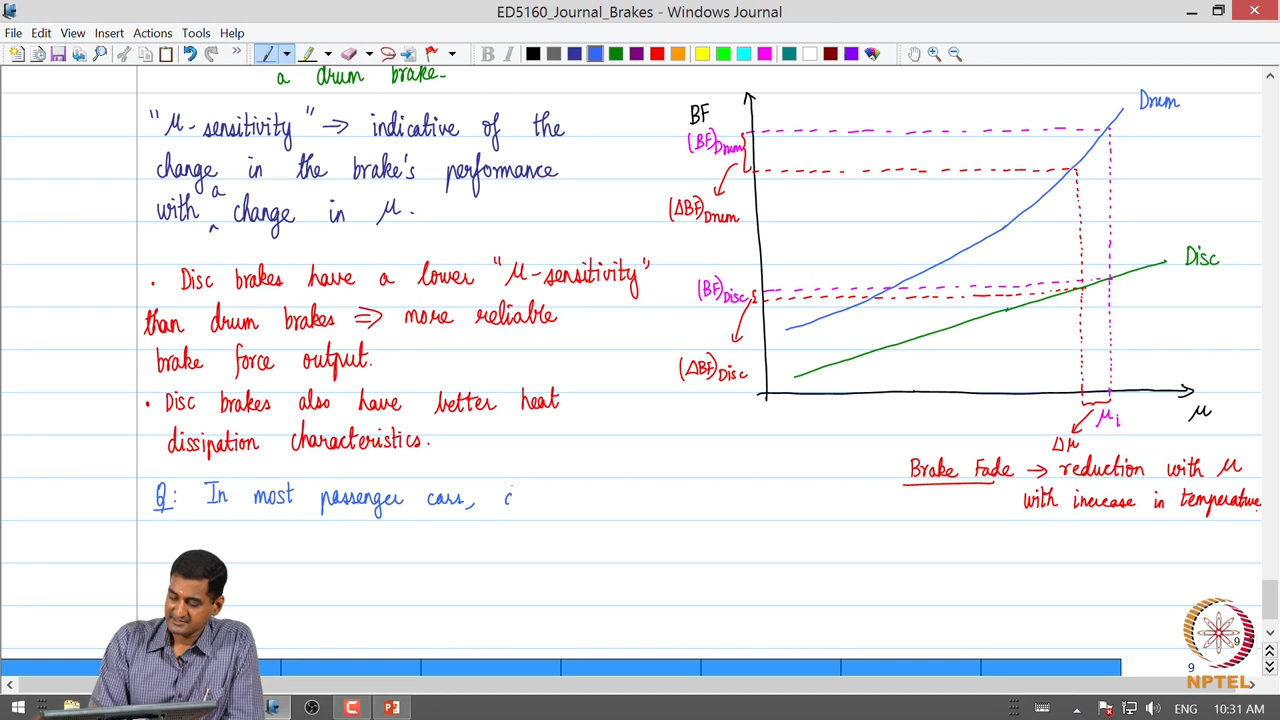 ED5160_Journal_Brakes - Windows Journal
File Edit View Insert Actions Tools Help
a drum brake.
"μ-sensitivity" → indicative of the
change in the brake's performance
with a change in μ.
• Disc brakes have a lower "μ-sensitivity"
than drum brakes ⇒ more reliable
brake force output.
• Disc brakes also have better heat
dissipation characteristics.
Q: In most passenger cars, c
BF
(BF)Drum
(ΔBF)Drum
(BF)Disc
(ΔBF)Disc
Drum
Disc
μ
μi
Δμ
Brake Fade → reduction with μ
with increase in temperature.
9
9
NPTEL
ENG 10:31 AM